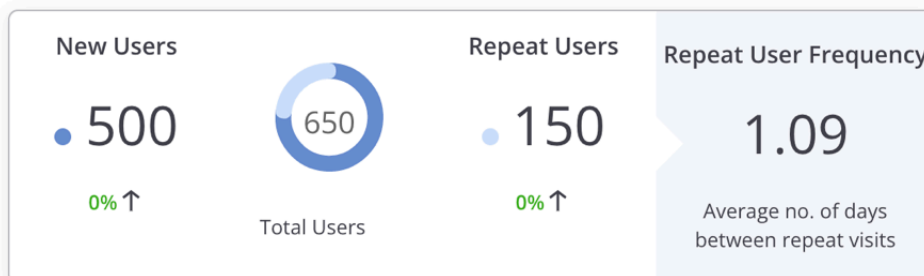 New Users
500
0%
650
Total Users
Repeat Users
150
0%
Repeat User Frequency
1.09
Average no. of days
between repeat visits